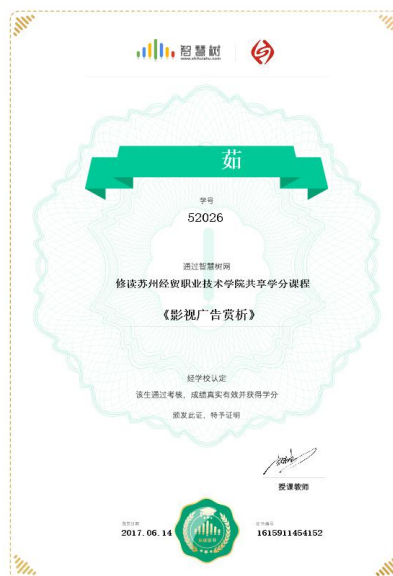 智慧树
www.zhihuishu.com
茹
学号
52026
通过智慧树网
修读苏州经贸职业技术学院共享学分课程
《影视广告赏析》
经学校认定
该生通过考核，成绩真实有效并获得学分
颁发此证，特予证明
授课教师
2017.06.14
证书编号
1615911454152